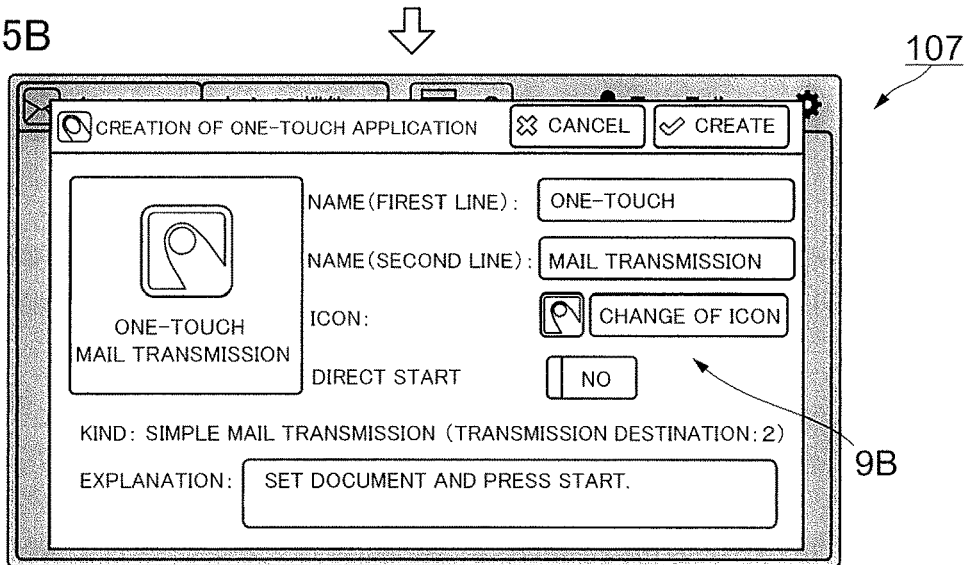 5B
107
CREATION OF ONE-TOUCH APPLICATION
CANCEL
CREATE
NAME(FIREST LINE):
ONE-TOUCH
NAME(SECOND LINE):
MAIL TRANSMISSION
ICON:
CHANGE OF ICON
ONE-TOUCH
MAIL TRANSMISSION
DIRECT START
NO
KIND: SIMPLE MAIL TRANSMISSION (TRANSMISSION DESTINATION:2)
9B
EXPLANATION:
SET DOCUMENT AND PRESS START.